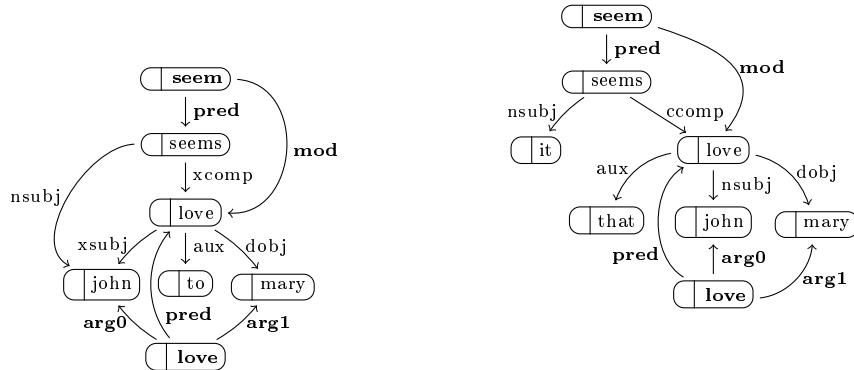 seem
pred
mod
seems
nsubj
xcomp
love
xsubj
aux
dobj
john
to
mary
arg0
pred
arg1
love
seem
pred
mod
seems
nsubj
ccomp
it
love
aux
nsubj
dobj
that
john
mary
pred
arg0
arg1
love